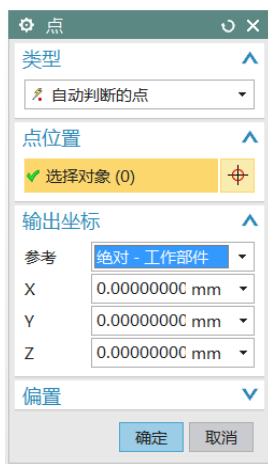 点
类型
自动判断的点
点位置
选择对象 (0)
输出坐标
参考 绝对 - 工作部件
X 0.00000000 mm
Y 0.00000000 mm
Z 0.00000000 mm
偏置
确定 取消